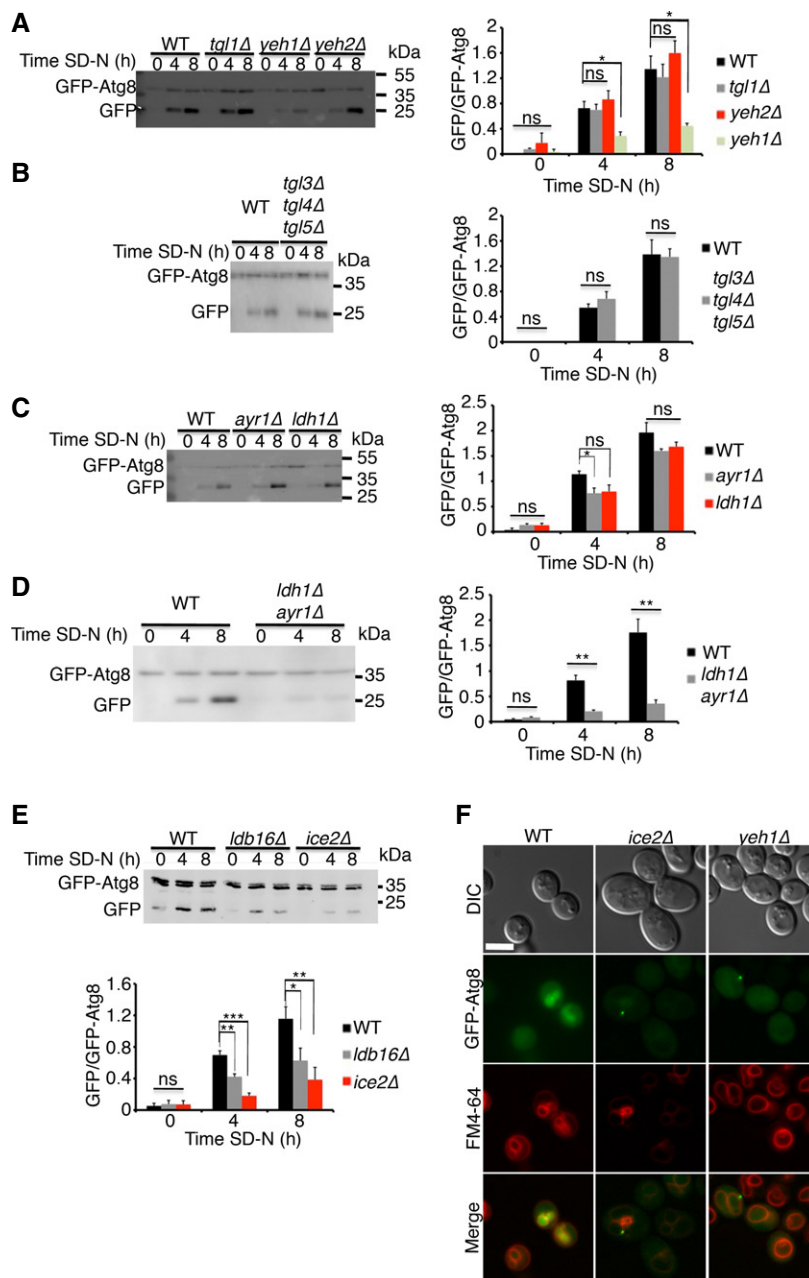 A
WT tgl1Δ yeh1Δ yeh2Δ
kDa
Time SD-N (h) 0 4 8 0 4 8 0 4 8 0 4 8
55
GFP-Atg8
35
GFP
25
GFP/GFP-Atg8
2.0
1.6
1.2
0.8
0.4
0
ns
ns
*
ns
*
0 4 8
Time SD-N (h)
WT
tgl1Δ
yeh2Δ
yeh1Δ
B
WT
tgl3Δ
tgl4Δ
tgl5Δ
Time SD-N (h) 0 4 8 0 4 8
kDa
GFP-Atg8
35
GFP
25
GFP/GFP-Atg8
2.0
1.6
1.2
0.8
0.4
0
ns
ns
ns
0 4 8
Time SD-N (h)
WT
tgl3Δ
tgl4Δ
tgl5Δ
C
WT ayr1Δ ldh1Δ
Time SD-N (h) 0 4 8 0 4 8 0 4 8
kDa
55
GFP-Atg8
35
GFP
25
GFP/GFP-Atg8
2.5
2
1.5
1
0.5
0
ns
ns
*
ns
0 4 8
Time SD-N (h)
WT
ayr1Δ
ldh1Δ
D
WT
ldh1Δ
ayr1Δ
Time SD-N (h) 0 4 8 0 4 8
kDa
GFP-Atg8
35
GFP
25
GFP/GFP-Atg8
2.5
2
1.5
1
0.5
0
ns
**
**
0 4 8
Time SD-N (h)
WT
ldh1Δ
ayr1Δ
E
WT ldb16Δ ice2Δ
Time SD-N (h) 0 4 8 0 4 8 0 4 8
kDa
GFP-Atg8
35
GFP
25
GFP/GFP-Atg8
1.6
1.2
0.8
0.4
0
ns
***
**
**
*
0 4 8
Time SD-N (h)
WT
ldb16Δ
ice2Δ
F
WT ice2Δ yeh1Δ
DIC
GFP-Atg8
FM4-64
Merge